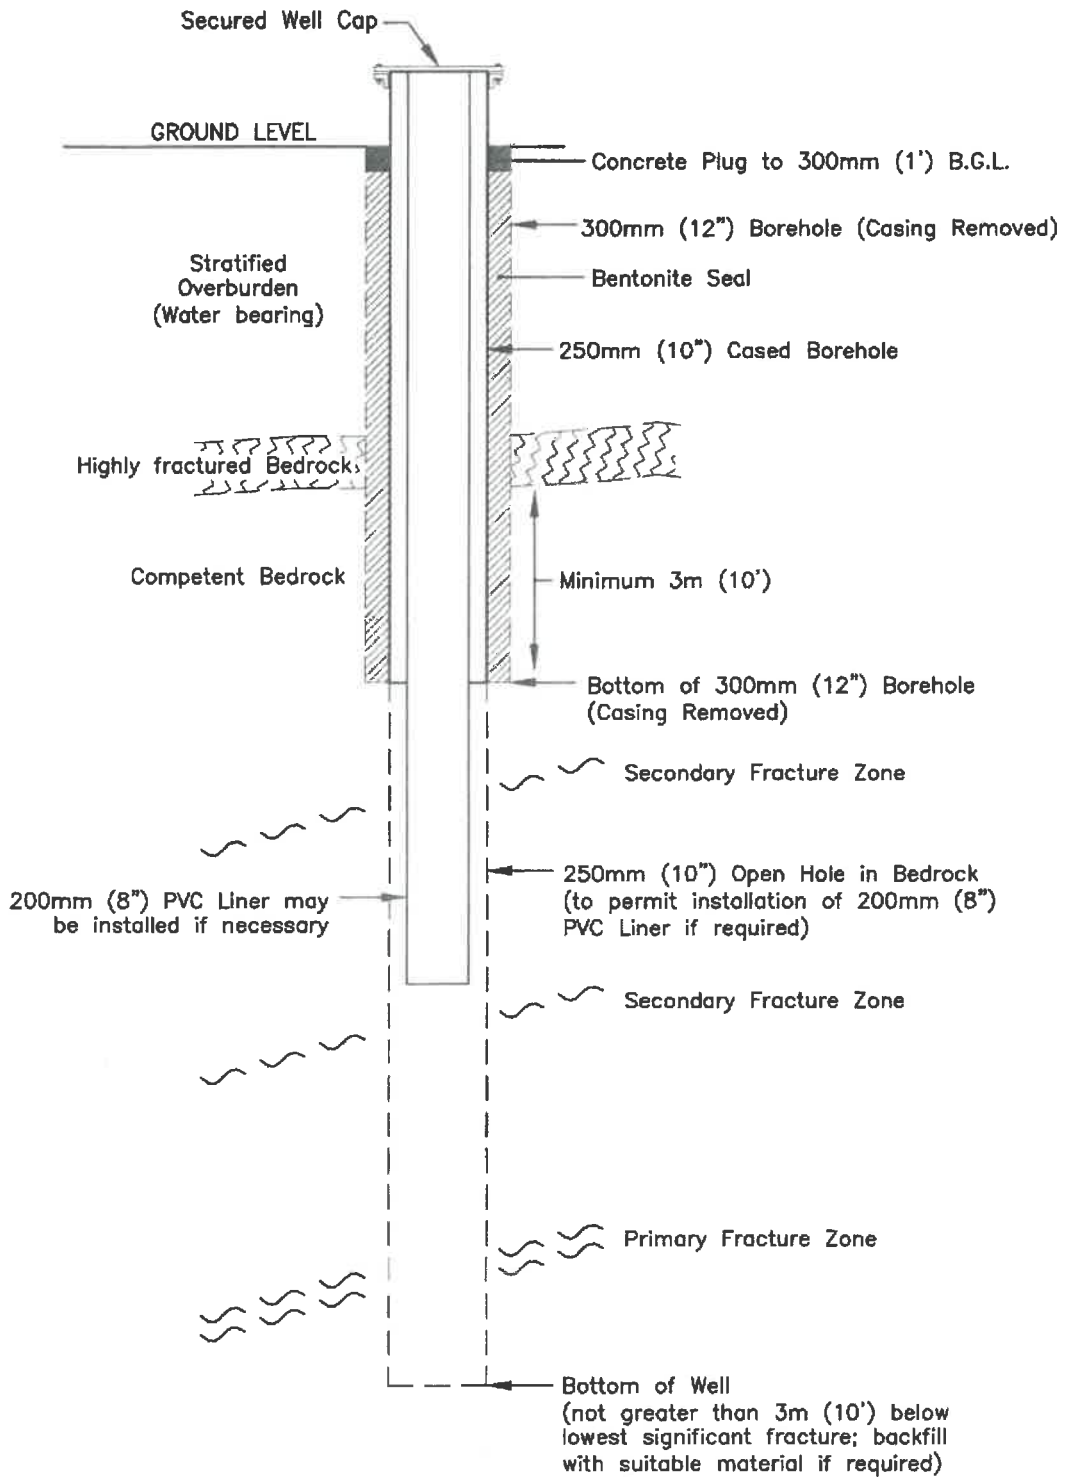 Secured Well Cap
GROUND LEVEL
Concrete Plug to 300mm (1') B.G.L.
300mm (12") Borehole (Casing Removed)
Stratified
Overburden
(Water bearing)
Bentonite Seal
250mm (10") Cased Borehole
Highly fractured Bedrock
Competent Bedrock
Minimum 3m (10')
Bottom of 300mm (12") Borehole
(Casing Removed)
Secondary Fracture Zone
200mm (8") PVC Liner may
be installed if necessary
250mm (10") Open Hole in Bedrock
(to permit installation of 200mm (8")
PVC Liner if required)
Secondary Fracture Zone
Primary Fracture Zone
Bottom of Well
(not greater than 3m (10') below
lowest significant fracture; backfill
with suitable material if required)